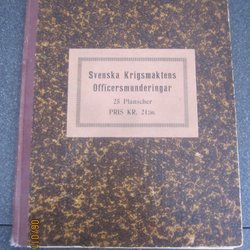 Svenska Krigsmaktens
Officersmunderingar
25 Planscher
PRIS KR. 21:50.